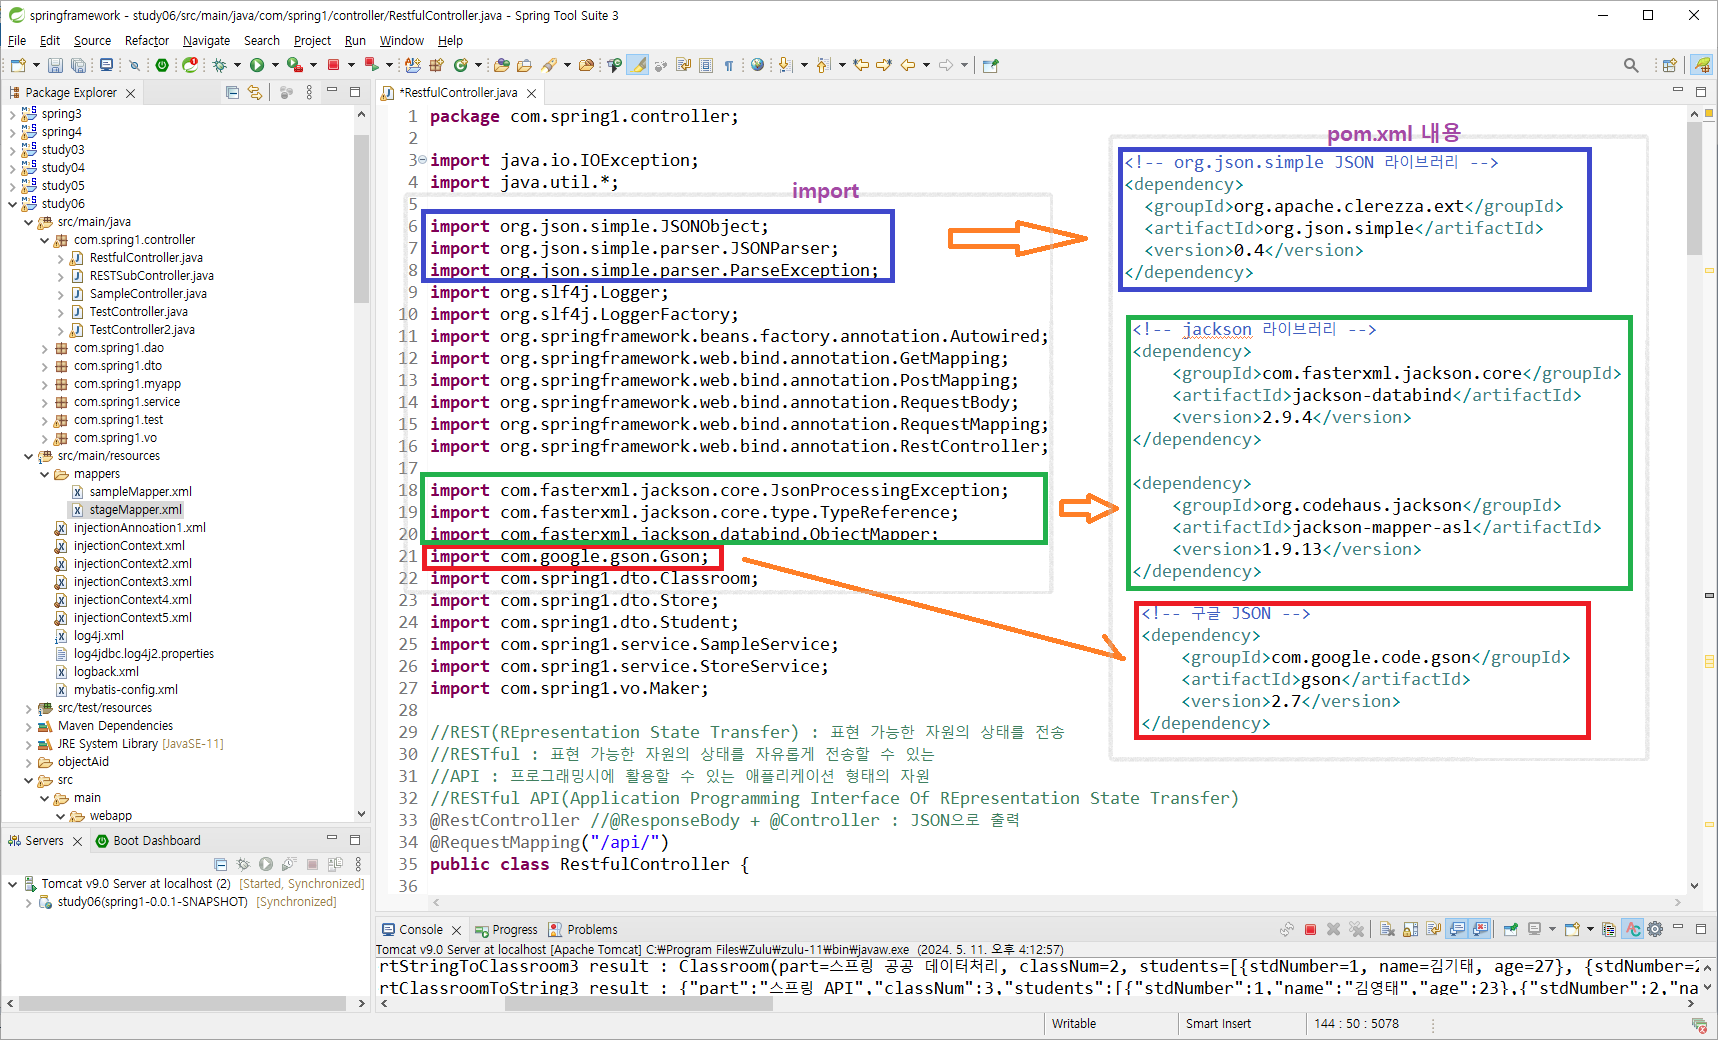 springframework - study06/src/main/java/com/spring1/controller/RestfulController.java - Spring Tool Suite 3
File Edit Source Refactor Navigate Search Project Run Window Help
Package Explorer
spring3
spring4
study03
study04
study05
study06
src/main/java
com.spring1.controller
RestfulController.java
RESTSubController.java
SampleController.java
TestController.java
TestController2.java
com.spring1.dao
com.spring1.dto
com.spring1.myapp
com.spring1.service
com.spring1.test
com.spring1.vo
src/main/resources
mappers
sampleMapper.xml
stageMapper.xml
injectionAnnoation1.xml
injectionContext.xml
injectionContext2.xml
injectionContext3.xml
injectionContext4.xml
injectionContext5.xml
log4j.xml
log4jdbc.log4j2.properties
logback.xml
mybatis-config.xml
src/test/resources
Maven Dependencies
JRE System Library [JavaSE-11]
objectAid
src
main
webapp
Servers Boot Dashboard
Tomcat v9.0 Server at localhost (2) [Started, Synchronized]
study06(spring1-0.0.1-SNAPSHOT) [Synchronized]
*RestfulController.java
1 package com.spring1.controller;
2
3 import java.io.IOException;
4 import java.util.*;
5
6 import org.json.simple.JSONObject;
7 import org.json.simple.parser.JSONParser;
8 import org.json.simple.parser.ParseException;
9 import org.slf4j.Logger;
10 import org.slf4j.LoggerFactory;
11 import org.springframework.beans.factory.annotation.Autowired;
12 import org.springframework.web.bind.annotation.GetMapping;
13 import org.springframework.web.bind.annotation.PostMapping;
14 import org.springframework.web.bind.annotation.RequestBody;
15 import org.springframework.web.bind.annotation.RequestMapping;
16 import org.springframework.web.bind.annotation.RestController;
17
18 import com.fasterxml.jackson.core.JsonProcessingException;
19 import com.fasterxml.jackson.core.type.TypeReference;
20 import com.fasterxml.jackson.databind.ObjectMapper;
21 import com.google.gson.Gson;
22 import com.spring1.dto.Classroom;
23 import com.spring1.dto.Store;
24 import com.spring1.dto.Student;
25 import com.spring1.service.SampleService;
26 import com.spring1.service.StoreService;
27 import com.spring1.vo.Maker;
28
29 //REST(REpresentation State Transfer) : 표현 가능한 자원의 상태를 전송
30 //RESTful : 표현 가능한 자원의 상태를 자유롭게 전송할 수 있는
31 //API : 프로그래밍시에 활용할 수 있는 애플리케이션 형태의 자원
32 //RESTful API(Application Programming Interface Of REpresentation State Transfer)
33 @RestController //@ResponseBody + @Controller : JSON으로 출력
34 @RequestMapping("/api/")
35 public class RestfulController {
36
import
pom.xml 내용
<!-- org.json.simple JSON 라이브러리 -->
<dependency>
<groupId>org.apache.clerezza.ext</groupId>
<artifactId>org.json.simple</artifactId>
<version>0.4</version>
</dependency>
<!-- jackson 라이브러리 -->
<dependency>
<groupId>com.fasterxml.jackson.core</groupId>
<artifactId>jackson-databind</artifactId>
<version>2.9.4</version>
</dependency>
<dependency>
<groupId>org.codehaus.jackson</groupId>
<artifactId>jackson-mapper-asl</artifactId>
<version>1.9.13</version>
</dependency>
<!-- 구글 JSON -->
<dependency>
<groupId>com.google.code.gson</groupId>
<artifactId>gson</artifactId>
<version>2.7</version>
</dependency>
Console Progress Problems
Tomcat v9.0 Server at localhost [Apache Tomcat] C:₩Program Files₩Zulu₩zulu-11₩bin₩javaw.exe (2024. 5. 11. 오후 4:12:57)
rtStringToClassroom3 result : Classroom(part=스프링 공공 데이터처리, classNum=2, students=[{stdNumber=1, name=김기태, age=27}, {stdNumber=2
rtClassroomToString3 result : {"part":"스프링 API","classNum":3,"students":[{"stdNumber":1,"name":"김영태","age":23},{"stdNumber":2,"na
Writable Smart Insert 144 : 50 : 5078